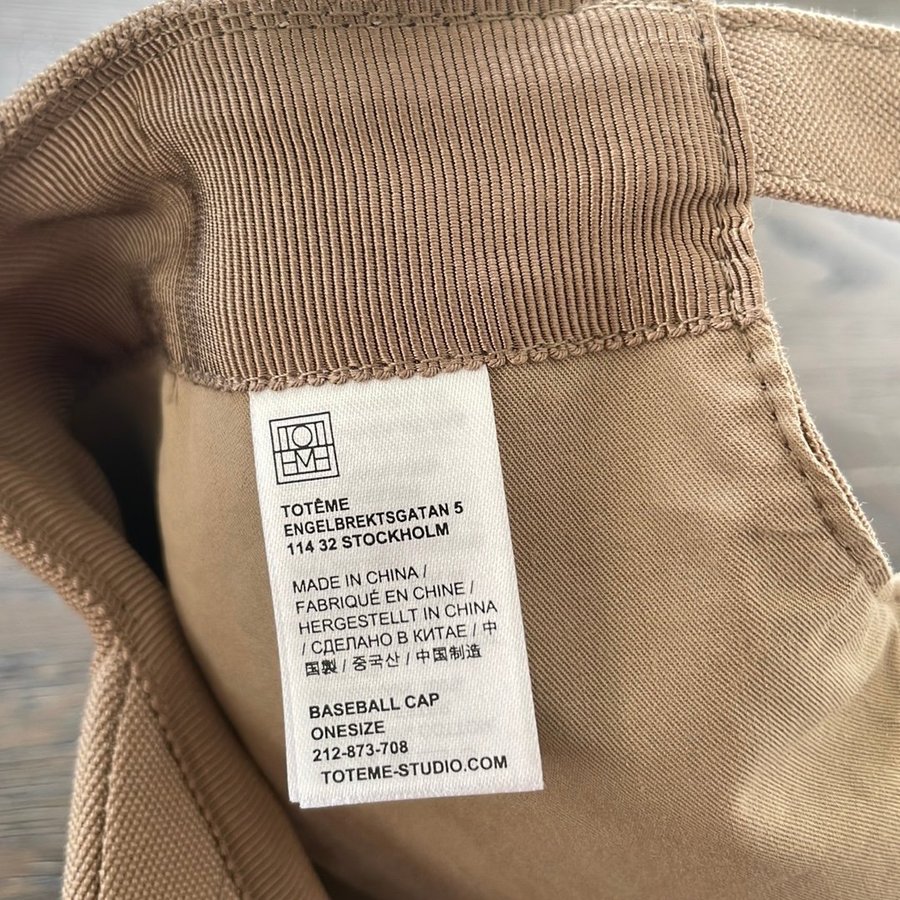 TOTÊME
TOTÊME
ENGELBREKTSGATAN 5
114 32 STOCKHOLM
MADE IN CHINA /
FABRIQUÉ EN CHINE /
HERGESTELLT IN CHINA
/ СДЕЛАНО В КИТАЕ / 中
国製 / 중국산 / 中国制造
BASEBALL CAP
ONESIZE
212-873-708
TOTEME-STUDIO.COM